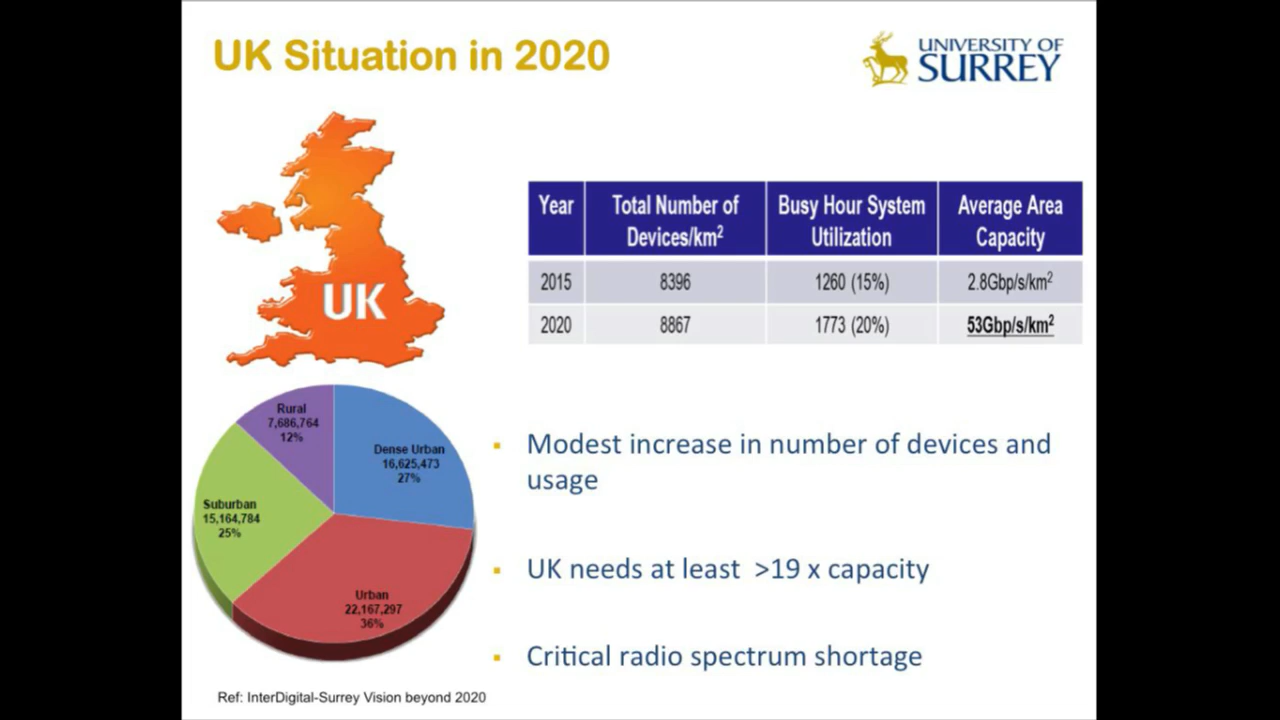 UK Situation in 2020
UNIVERSITY OF
SURREY
UK
Year Total Number of Devices/km² Busy Hour System Utilization Average Area Capacity
2015 8396 1260 (15%) 2.8Gbp/s/km²
2020 8867 1773 (20%) 53Gbp/s/km²
Rural
7,686,764
12%
Dense Urban
16,625,473
27%
Suburban
15,164,784
25%
Urban
22,167,297
36%
▪ Modest increase in number of devices and
usage
▪ UK needs at least >19 x capacity
▪ Critical radio spectrum shortage
Ref: InterDigital-Surrey Vision beyond 2020